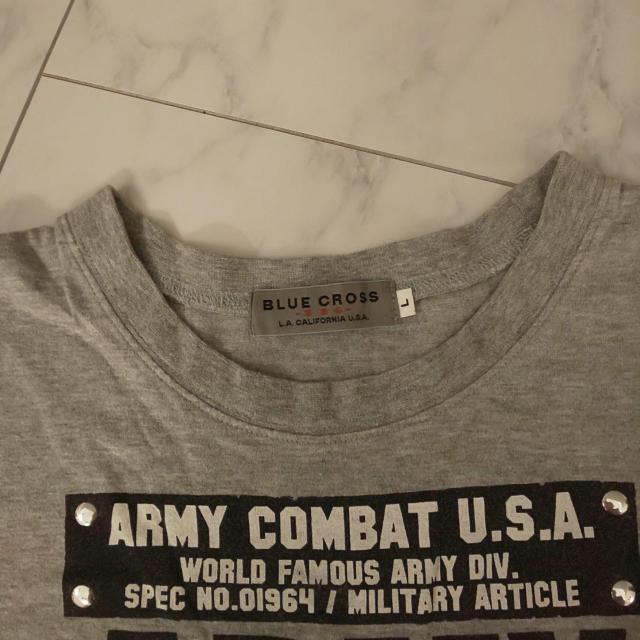 BLUE CROSS
L.A. CALIFORNIA U.S.A.
L
ARMY COMBAT U.S.A.
WORLD FAMOUS ARMY DIV.
SPEC NO.01964 / MILITARY ARTICLE